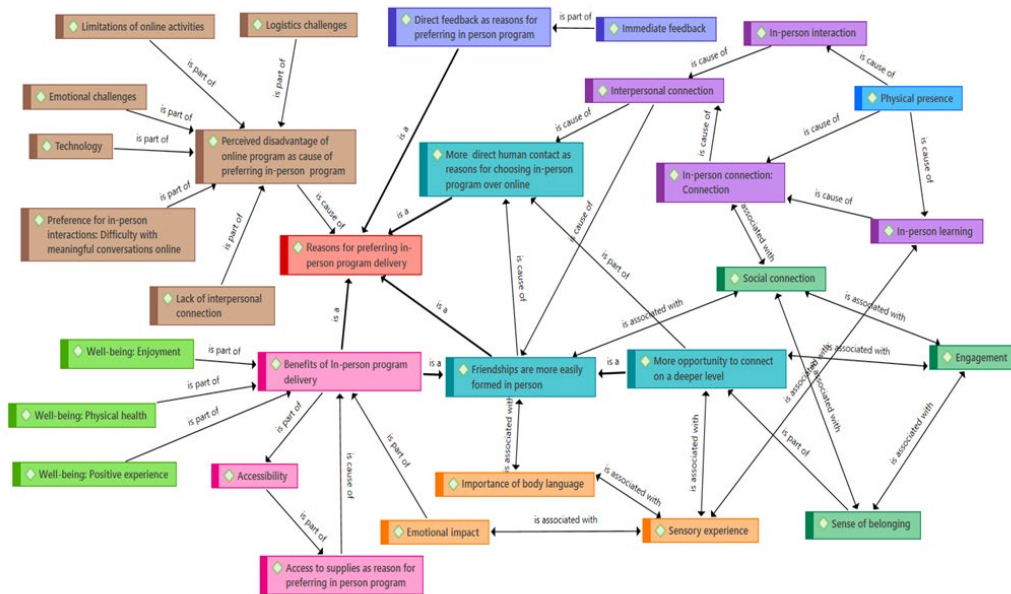 Limitations of online activities
Logistics challenges
Direct feedback as reasons for
preferring in person program
is part of
Immediate feedback
In-person interaction
is part of
is part of
is cause of
is cause of
Emotional challenges
is part of
Interpersonal connection
Physical presence
Technology
is part of
Perceived disadvantage of
online program as cause of
preferring in-person program
is a
More direct human contact as
reasons for choosing in-person
program over online
is cause of
is cause of
is cause of
is cause of
In-person connection:
Connection
Preference for in-person
interactions: Difficulty with
meaningful conversations online
is part of
is part of
is cause of
is a
is cause of
In-person learning
Reasons for preferring in-
person program delivery
is cause of
is cause of
is part of
associated with
Social connection
Lack of interpersonal
connection
is a
is a
is associated with
is associated with
Well-being: Enjoyment
is part of
Benefits of In-person program
delivery
is a
Friendships are more easily
formed in person
is a
More opportunity to connect
on a deeper level
is associated with
Engagement
is associated with
is associated with
Well-being: Physical health
is part of
is part of
Well-being: Positive experience
is part of
is part of
is associated with
is associated with
is associated with
is part of
Accessibility
is cause of
Importance of body language
is associated with
is part of
Emotional impact
is associated with
Sensory experience
Sense of belonging
Access to supplies as reason for
preferring in person program